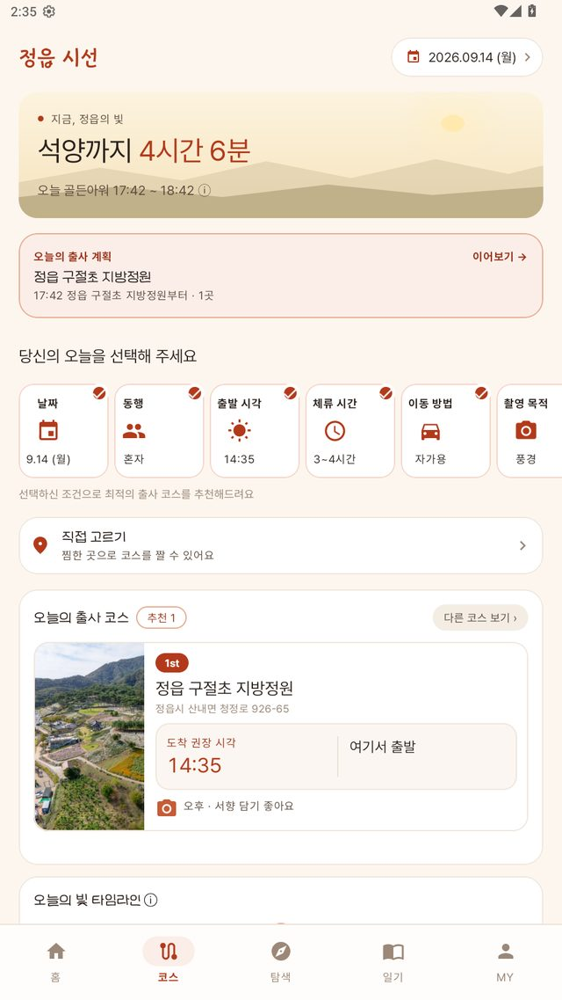 2:35
정읍 시선
2026.09.14 (월)
지금, 정읍의 빛
석양까지 4시간 6분
오늘 골든아워 17:42 ~ 18:42 ⓘ
오늘의 출사 계획
이어보기 →
정읍 구절초 지방정원
17:42 정읍 구절초 지방정원부터 · 1곳
당신의 오늘을 선택해 주세요
날짜
동행
출발 시각
체류 시간
이동 방법
촬영 목적
9.14 (월)
혼자
14:35
3~4시간
자가용
풍경
선택하신 조건으로 최적의 출사 코스를 추천해드려요
직접 고르기
찜한 곳으로 코스를 짤 수 있어요
오늘의 출사 코스
추천 1
다른 코스 보기 ›
1st
정읍 구절초 지방정원
정읍시 산내면 청정로 926-65
도착 권장 시각
14:35
여기서 출발
오후 · 서향 담기 좋아요
오늘의 빛 타임라인 ⓘ
홈
코스
탐색
일기
MY